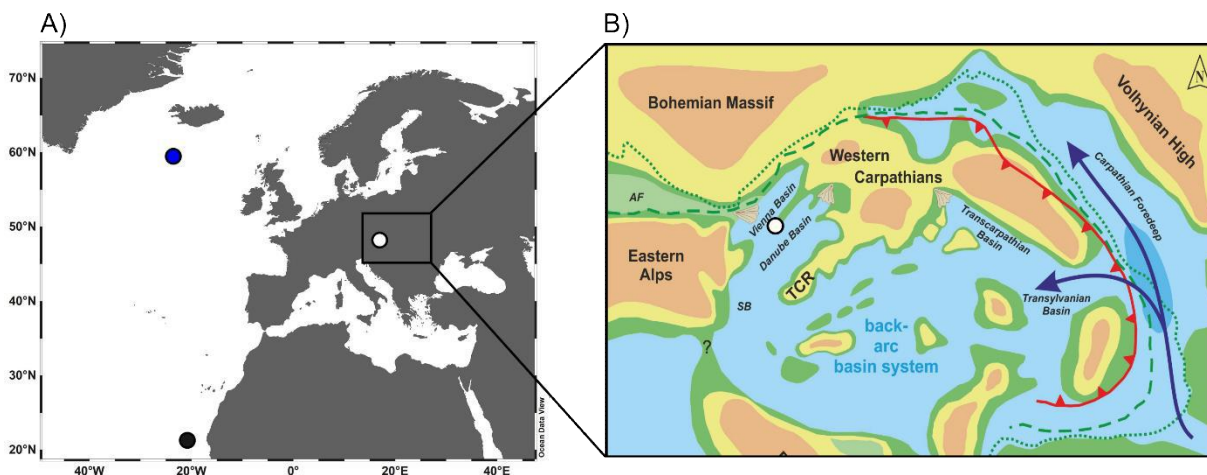 A)
70°N
60°N
50°N
40°N
30°N
20°N
40°W
20°W
0°
20°E
40°E
Ocean Data View
B)
N
Bohemian Massif
Volhynian High
Western
Carpathians
Carpathian Foredeep
AF
Vienna Basin
Danube Basin
Transcarpathian
Basin
Eastern
Alps
TCR
SB
Transylvanian
Basin
back-
arc
basin system
?